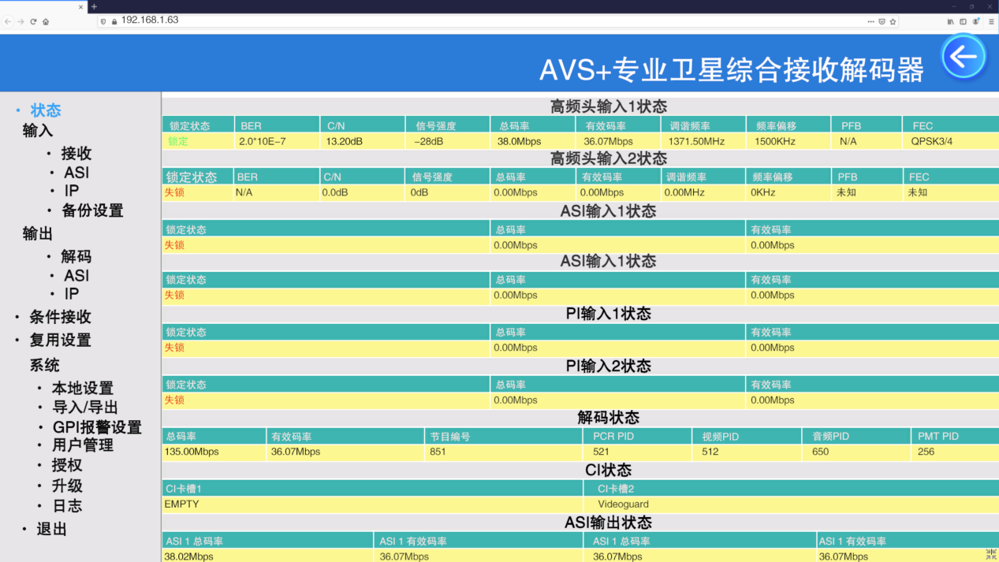 192.168.1.63
AVS+专业卫星综合接收解码器
• 状态
输入
• 接收
• ASI
• IP
• 备份设置
输出
• 解码
• ASI
• IP
• 条件接收
• 复用设置
系统
• 本地设置
• 导入/导出
• GPI报警设置
• 用户管理
• 授权
• 升级
• 日志
• 退出
高频头输入1状态
锁定状态 BER C/N 信号强度 总码率 有效码率 调谐频率 频率偏移 PFB FEC
锁定 2.0*10E-7 13.20dB -28dB 38.0Mbps 36.07Mbps 1371.50MHz 1500KHz N/A QPSK3/4
高频头输入2状态
锁定状态 BER C/N 信号强度 总码率 有效码率 调谐频率 频率偏移 PFB FEC
失锁 N/A 0.0dB 0dB 0.00Mbps 0.00Mbps 0.00MHz 0KHz 未知 未知
ASI输入1状态
锁定状态 总码率 有效码率
失锁 0.00Mbps 0.00Mbps
ASI输入1状态
锁定状态 总码率 有效码率
失锁 0.00Mbps 0.00Mbps
PI输入1状态
锁定状态 总码率 有效码率
失锁 0.00Mbps 0.00Mbps
PI输入2状态
锁定状态 总码率 有效码率
失锁 0.00Mbps 0.00Mbps
解码状态
总码率 有效码率 节目编号 PCR PID 视频PID 音频PID PMT PID
135.00Mbps 36.07Mbps 851 521 512 650 256
CI状态
CI卡槽1 CI卡槽2
EMPTY Videoguard
ASI输出状态
ASI 1 总码率 ASI 1 有效码率 ASI 1 总码率 ASI 1 有效码率
38.02Mbps 36.07Mbps 36.07Mbps 36.07Mbps